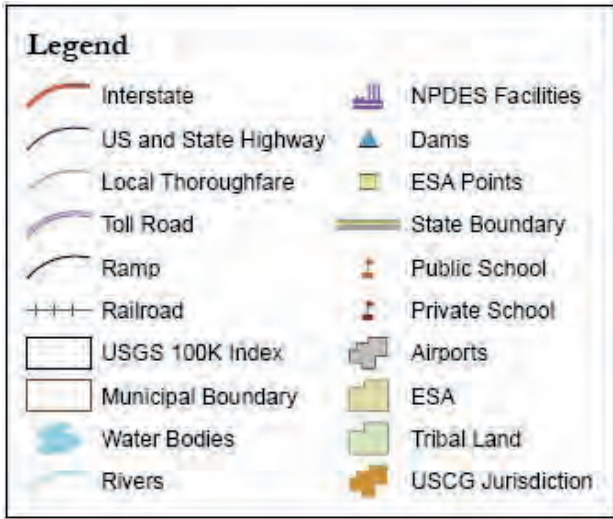 Legend
Interstate
US and State Highway
Local Thoroughfare
Toll Road
Ramp
Railroad
USGS 100K Index
Municipal Boundary
Water Bodies
Rivers
NPDES Facilities
Dams
ESA Points
State Boundary
Public School
Private School
Airports
ESA
Tribal Land
USCG Jurisdiction